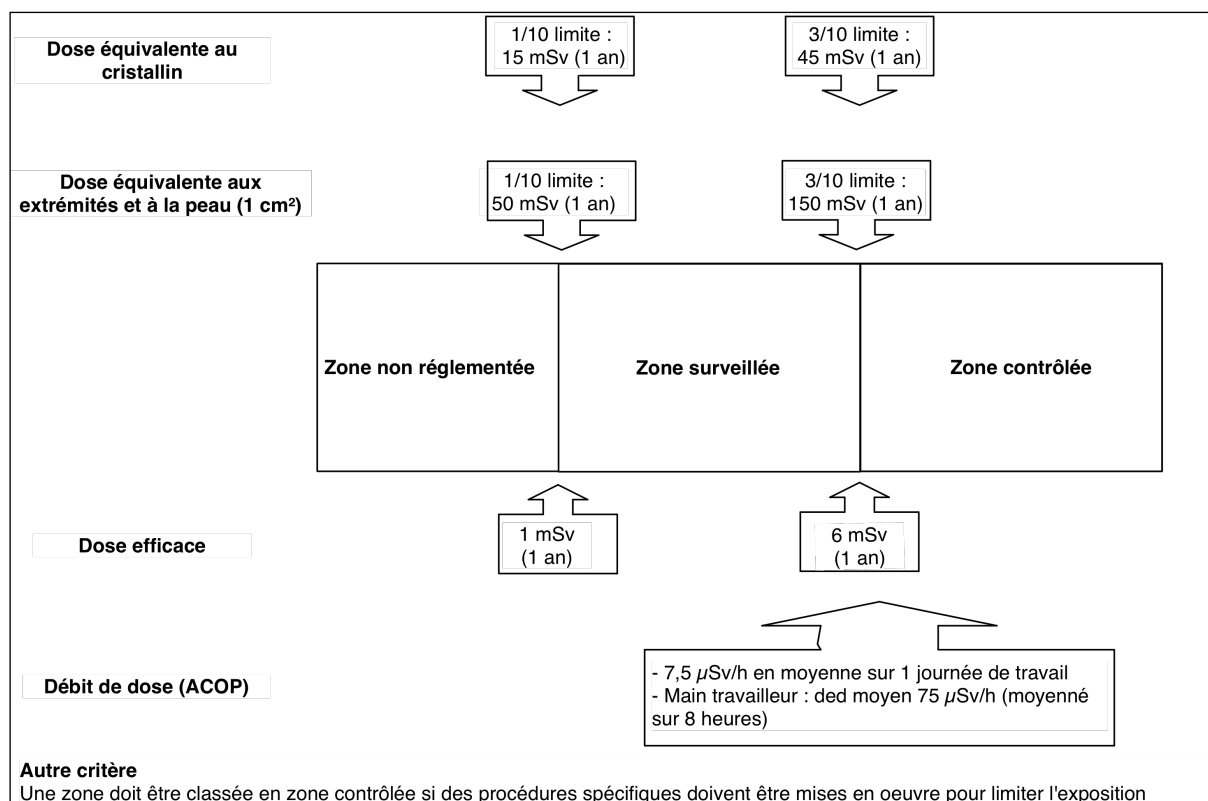 Dose équivalente au
cristallin
1/10 limite :
15 mSv (1 an)
3/10 limite :
45 mSv (1 an)
Dose équivalente aux
extrémités et à la peau (1 cm²)
1/10 limite :
50 mSv (1 an)
3/10 limite :
150 mSv (1 an)
Zone non réglementée
Zone surveillée
Zone contrôlée
Dose efficace
1 mSv
(1 an)
6 mSv
(1 an)
Débit de dose (ACOP)
- 7,5 µSv/h en moyenne sur 1 journée de travail
- Main travailleur : ded moyen 75 µSv/h (moyenné
sur 8 heures)
Autre critère
Une zone doit être classée en zone contrôlée si des procédures spécifiques doivent être mises en oeuvre pour limiter l'exposition